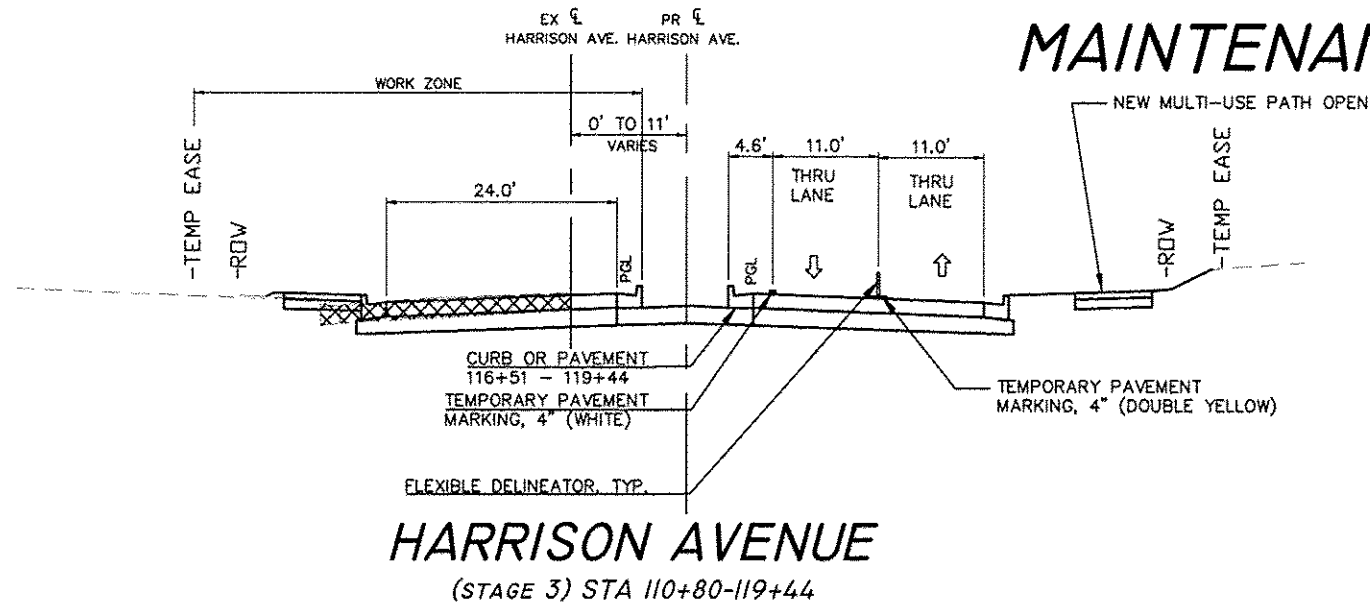 EX ℄
HARRISON AVE.
PR ℄
HARRISON AVE.
MAINTENAN
WORK ZONE
NEW MULTI-USE PATH OPEN
0' TO 11'
VARIES
4.6'
11.0'
11.0'
THRU
LANE
THRU
LANE
24.0'
-TEMP EASE
-ROW
PGL
PGL
-ROW
-TEMP EASE
CURB OR PAVEMENT
116+51 - 119+44
TEMPORARY PAVEMENT
MARKING, 4" (WHITE)
TEMPORARY PAVEMENT
MARKING, 4" (DOUBLE YELLOW)
FLEXIBLE DELINEATOR, TYP.
HARRISON AVENUE
(STAGE 3) STA 110+80-119+44